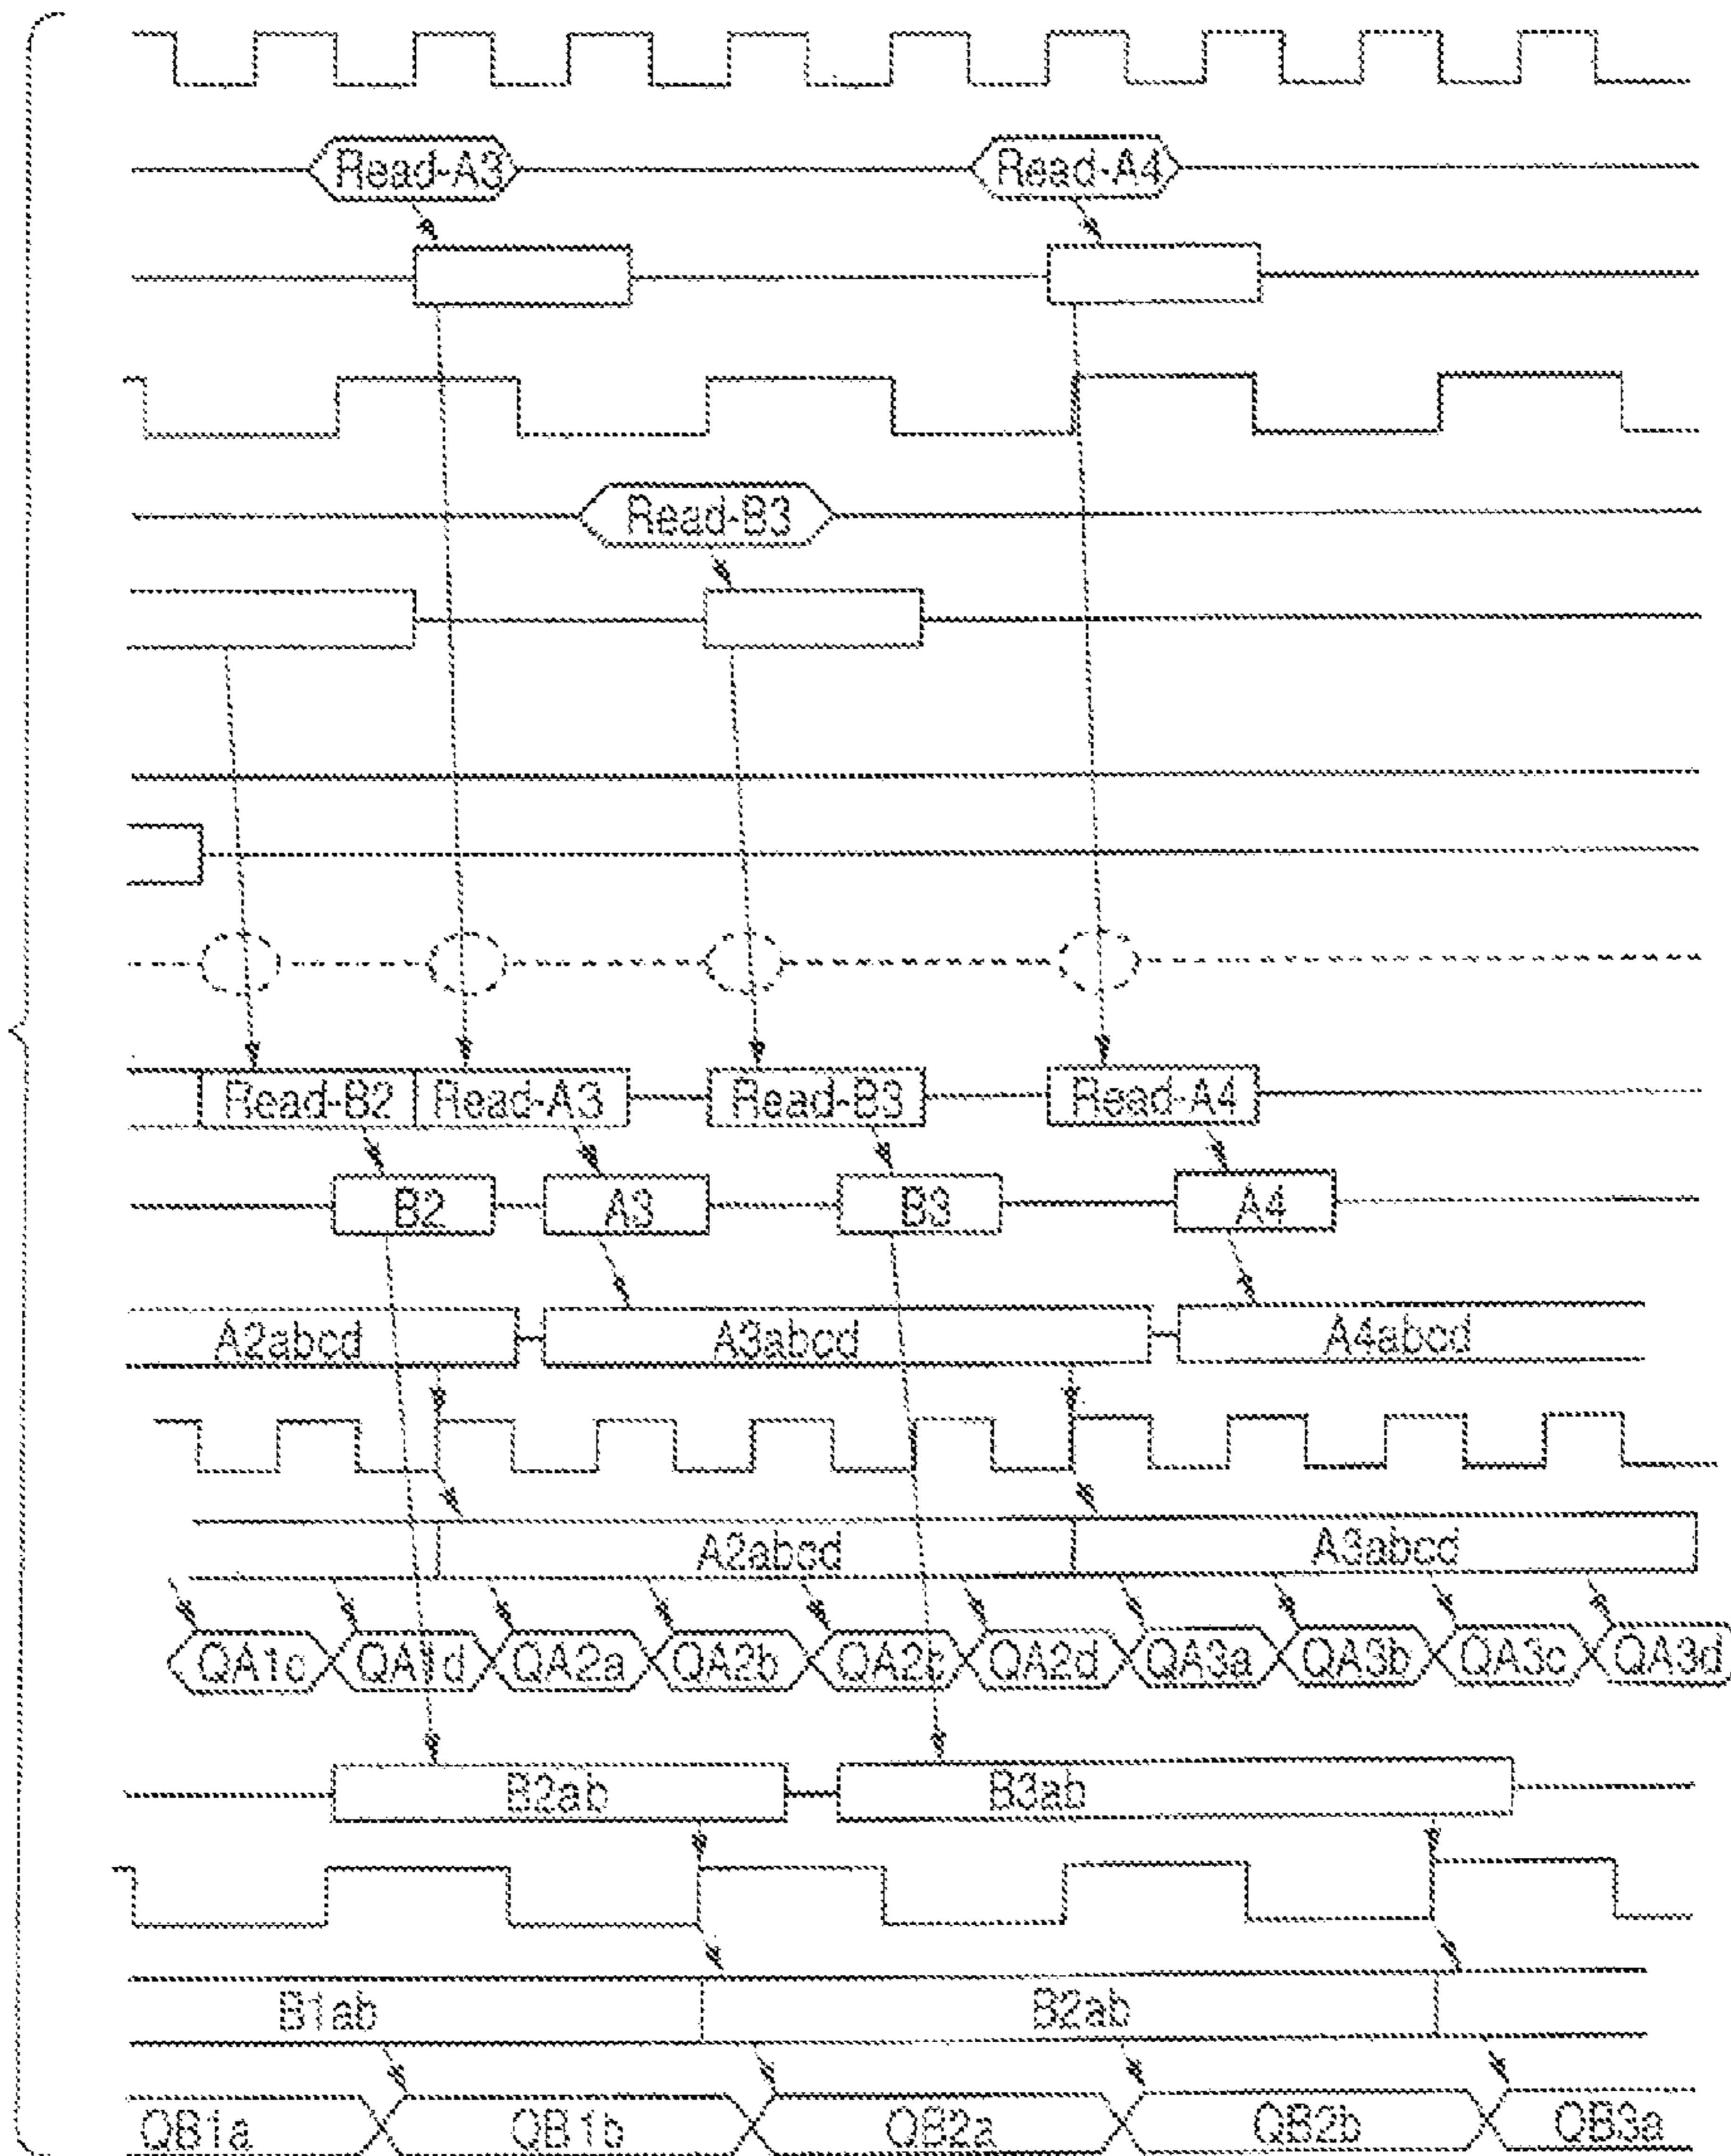 Read-A3 Read-A4
Read-B3
Read-B2 Read-A3 Read-B3 Read-A4
B2 A3 B3 A4
A2abcd A3abcd A4abcd
A2abcd A3abcd
QA1c QA1d QA2a QA2b QA2c QA2d QA3a QA3b QA3c QA3d
B2ab B3ab
B1ab B2ab
QB1a QB1b QB2a QB2b QB3a